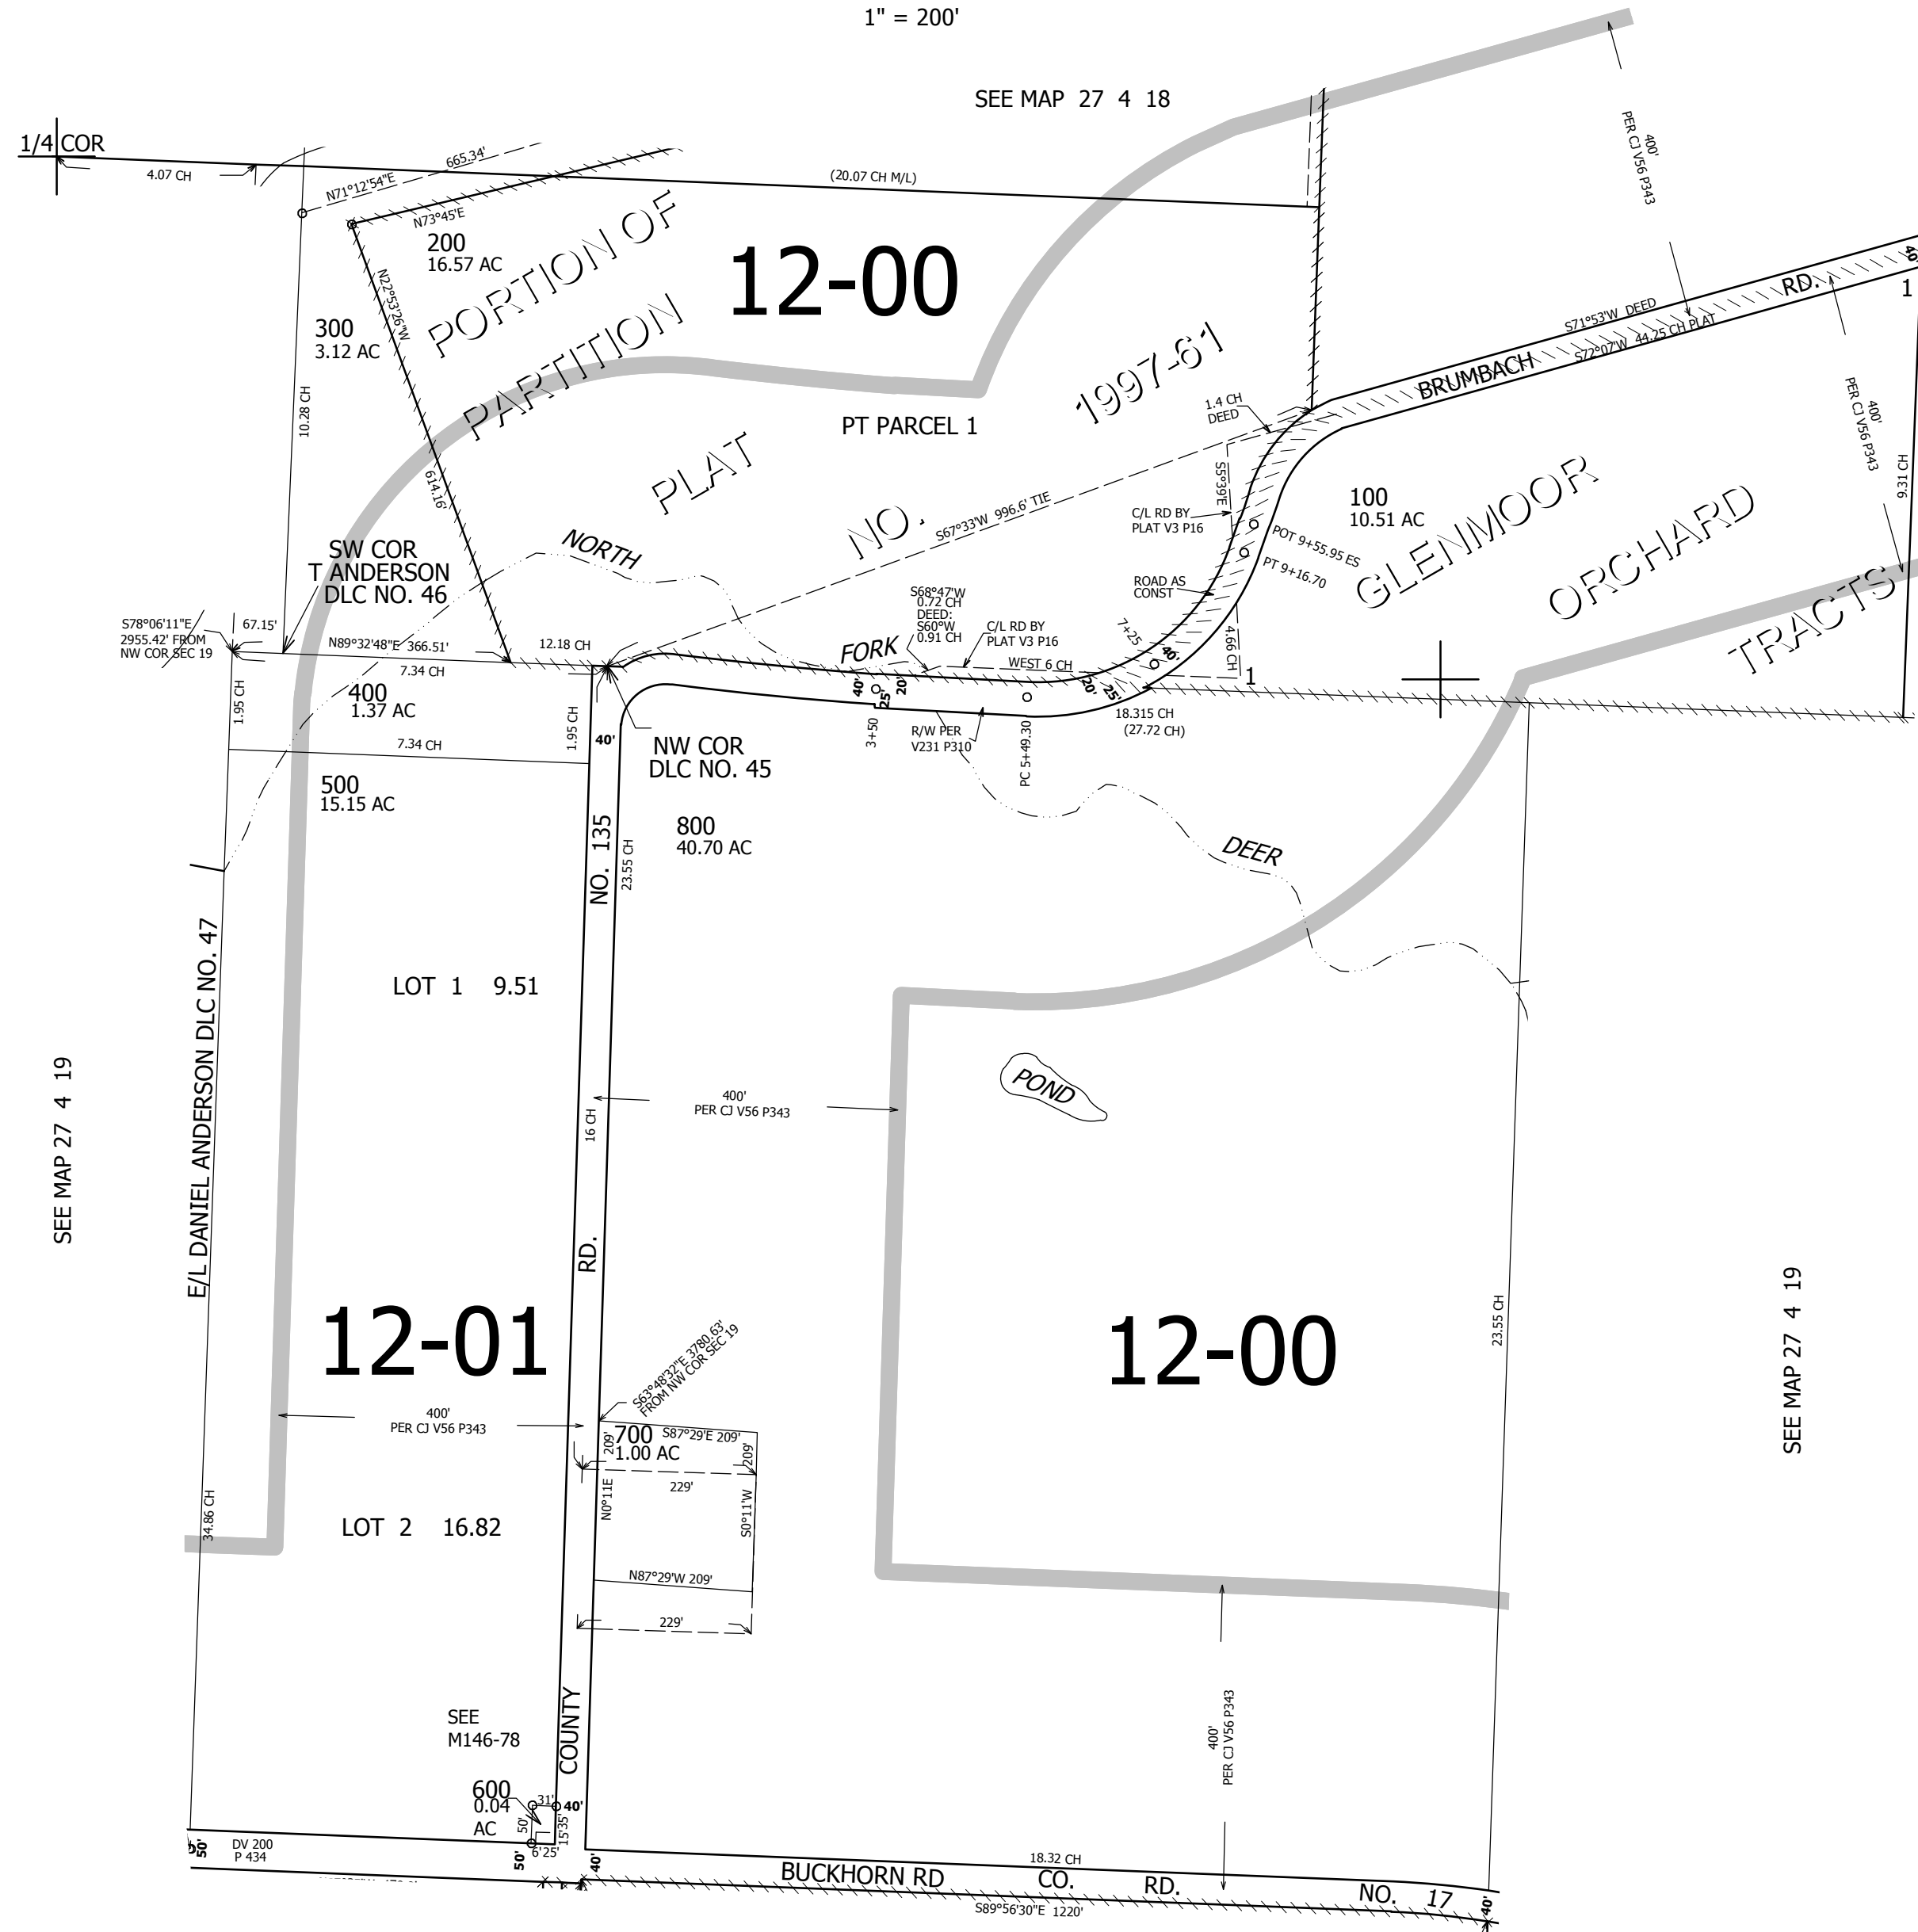 1" = 200'
SEE MAP 27 4 18
1/4 COR
4.07 CH
665.34'
N71°12'54"E
N73°45'E
(20.07 CH M/L)
400'
PER CJ V56 P343
200
16.57 AC
12-00
PORTION OF
PARTITION
PLAT
NO.
1997-61
N22°53'26"W
614.16'
300
3.12 AC
10.28 CH
PT PARCEL 1
1.4 CH
DEED
S71°53'W DEED
S72°07'W 44.25 CH PLAT
BRUMBACH
RD.
40'
1
400'
PER CJ V56 P343
9.31 CH
S5°39'E
C/L RD BY
PLAT V3 P16
100
10.51 AC
GLENMOOR
ORCHARD
TRACTS
POT 9+55.95 ES
PT 9+16.70
ROAD AS
CONST
S67°33'W 996.6' TIE
NORTH
SW COR
T ANDERSON
DLC NO. 46
S78°06'11"E
2955.42' FROM
NW COR SEC 19
67.15'
N89°32'48"E 366.51'
12.18 CH
7.34 CH
S68°47'W
0.72 CH
DEED:
S60°W
0.91 CH
C/L RD BY
PLAT V3 P16
FORK
WEST 6 CH
7+25
40'
4.66 CH
1
400
1.37 AC
1.95 CH
1.95 CH
40'
25'
20'
20'
25'
18.315 CH
(27.72 CH)
3+50
R/W PER
V231 P310
PC 5+49.30
7.34 CH
40'
NW COR
DLC NO. 45
500
15.15 AC
800
40.70 AC
NO. 135
23.55 CH
DEER
E/L DANIEL ANDERSON DLC NO. 47
LOT 1 9.51
POND
SEE MAP 27 4 19
400'
PER CJ V56 P343
16 CH
RD.
12-01
12-00
23.55 CH
SEE MAP 27 4 19
S63°48'32"E 3780.63'
FROM NW COR SEC 19
400'
PER CJ V56 P343
700
1.00 AC
S87°29'E 209'
209'
209'
229'
N0°11E
S0°11'W
34.86 CH
LOT 2 16.82
N87°29'W 209'
229'
SEE
M146-78
COUNTY
400'
PER CJ V56 P343
600
0.04
AC
31'
40'
50'
15'35'
6'25'
50'
DV 200
P 434
50'
40'
18.32 CH
BUCKHORN RD CO. RD. NO. 17
40'
S89°56'30"E 1220'